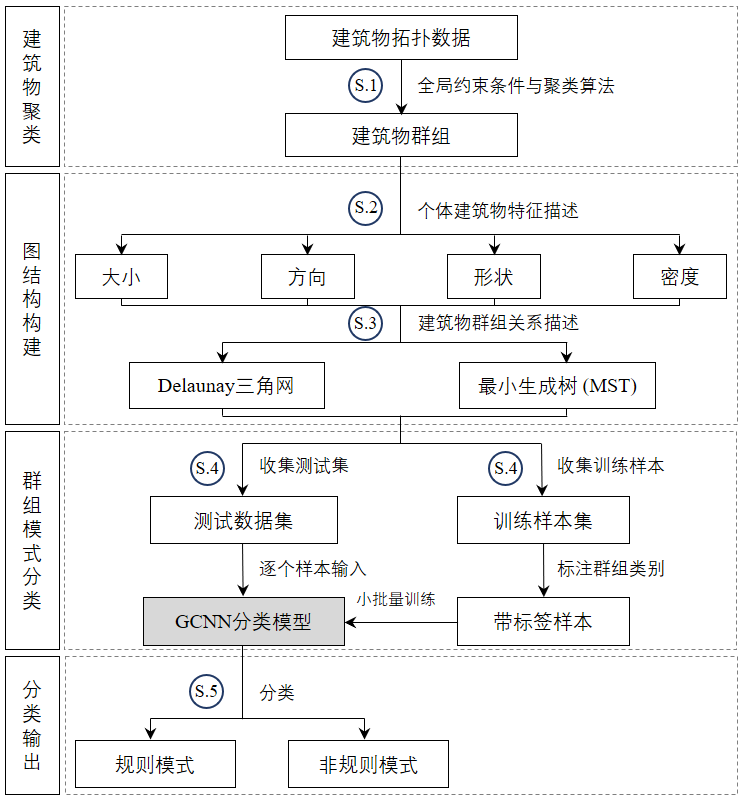 建筑物聚类
建筑物拓扑数据
S.1
全局约束条件与聚类算法
建筑物群组
图结构构建
S.2
个体建筑物特征描述
大小
方向
形状
密度
S.3
建筑物群组关系描述
Delaunay三角网
最小生成树 (MST)
群组模式分类
S.4
收集测试集
S.4
收集训练样本
测试数据集
训练样本集
逐个样本输入
标注群组类别
GCNN分类模型
小批量训练
带标签样本
分类输出
S.5
分类
规则模式
非规则模式